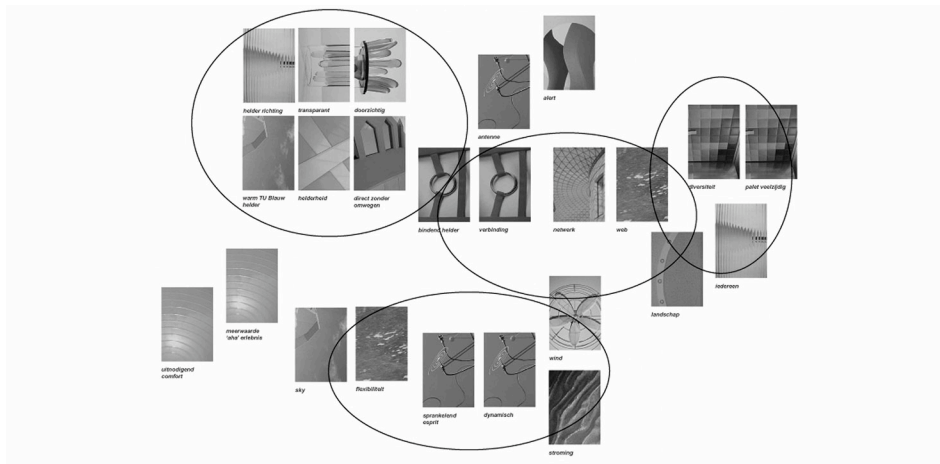 alert
helder richting
transparant
doorzichtig
antenne
diversiteit
palet veelzijdig
warm TU Blauw
helder
helderheid
direct zonder
omwegen
bindend helder
verbinding
netwerk
web
iedereen
landschap
meerwaarde
'aha' erlebnis
uitnodigend
comfort
sky
flexibiliteit
wind
sprankelend
esprit
dynamisch
stroming